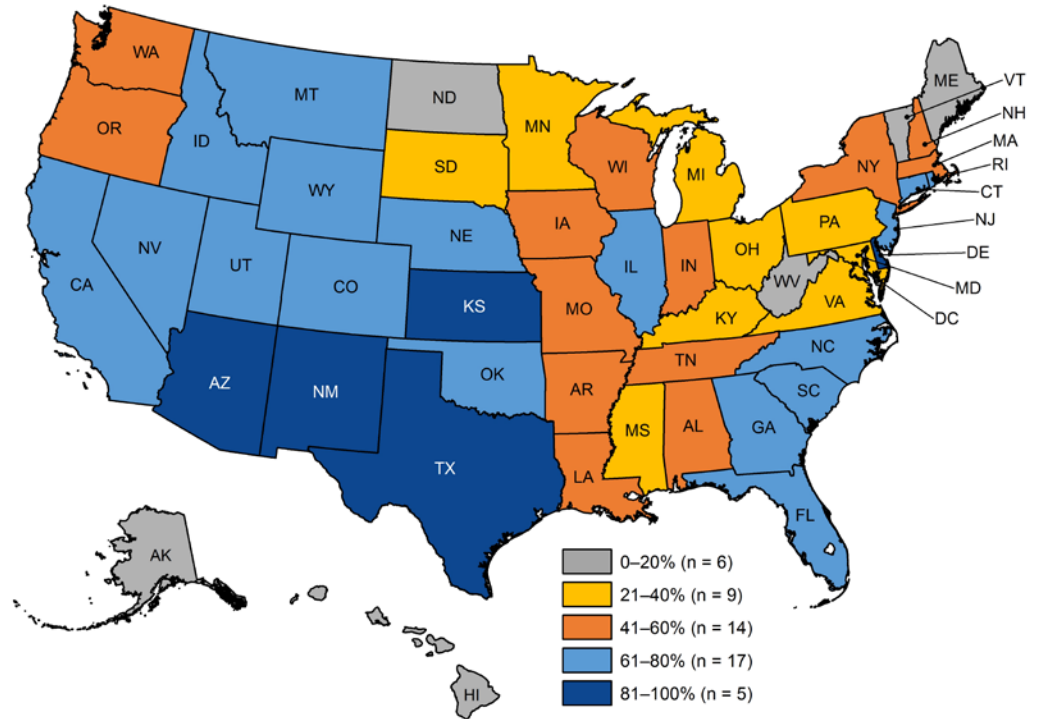 WA
ME
VT
MT
ND
NH
OR
MN
MA
ID
WI
NY
RI
SD
MI
CT
WY
NJ
IA
PA
NE
DE
NV
OH
UT
IL
IN
MD
CA
CO
WV
VA
DC
KS
MO
KY
NC
TN
OK
AZ
NM
AR
SC
MS
AL
GA
TX
LA
FL
AK
HI
0–20% (n = 6)
21–40% (n = 9)
41–60% (n = 14)
61–80% (n = 17)
81–100% (n = 5)